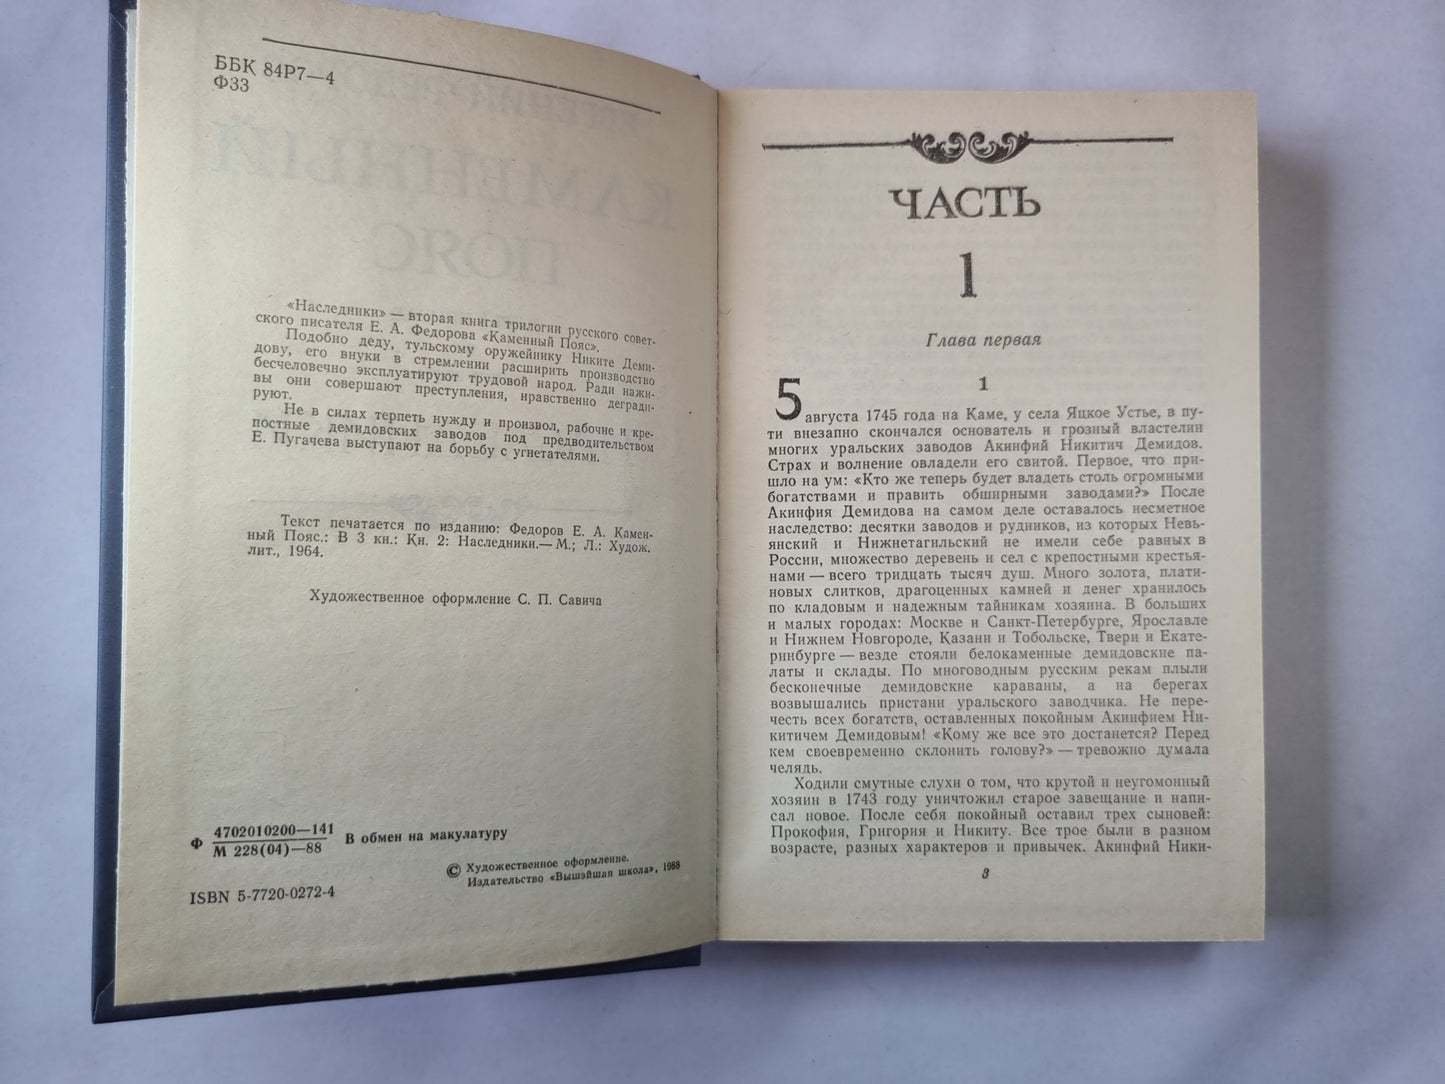 ББК 84Р7—4
Ф33
КАМЕННЫЙ
ПОЯС
«Наследники» — вторая книга трилогии русского совет-
ского писателя Е. А. Федорова «Каменный Пояс».
Подобно деду, тульскому оружейнику Никите Деми-
дову, его внуки в стремлении расширить производство
бесчеловечно эксплуатируют трудовой народ. Ради нажи-
вы они совершают преступления, нравственно дегради-
руют.
Не в силах терпеть нужду и произвол, рабочие и кре-
постные демидовских заводов под предводительством
Е. Пугачева выступают на борьбу с угнетателями.
Текст печатается по изданию: Федоров Е. А. Камен-
ный Пояс.: В 3 кн.: Кн. 2: Наследники.— М.; Л.: Худож.
лит., 1964.
Художественное оформление С. П. Савича
Ф 4702010200—141
М 228(04)—88
В обмен на макулатуру
© Художественное оформление.
Издательство «Вышэйшая школа», 1988
ISBN 5-7720-0272-4
ЧАСТЬ
1
Глава первая
1
5 августа 1745 года на Каме, у села Яцкое Устье, в пу-
ти внезапно скончался основатель и грозный властелин
многих уральских заводов Акинфий Никитич Демидов.
Страх и волнение овладели его свитой. Первое, что при-
шло на ум: «Кто же теперь будет владеть столь огромными
богатствами и править обширными заводами?» После
Акинфия Демидова на самом деле оставалось несметное
наследство: десятки заводов и рудников, из которых Невь-
янский и Нижнетагильский не имели себе равных в
России, множество деревень и сел с крепостными крестья-
нами — всего тридцать тысяч душ. Много золота, плати-
новых слитков, драгоценных камней и денег хранилось
по кладовым и надежным тайникам хозяина. В больших
и малых городах: Москве и Санкт-Петербурге, Ярославле
и Нижнем Новгороде, Казани и Тобольске, Твери и Екате-
ринбурге — везде стояли белокаменные демидовские па-
латы и склады. По многоводным русским рекам плыли
бесконечные демидовские караваны, а на берегах
возвышались пристани уральского заводчика. Не пере-
честь всех богатств, оставленных покойным Акинфием Ни-
китичем Демидовым! «Кому же все это достанется? Перед
кем своевременно склонить голову?» — тревожно думала
челядь.
Ходили смутные слухи о том, что крутой и неугомонный
хозяин в 1743 году уничтожил старое завещание и напи-
сал новое. После себя покойный оставил трех сыновей:
Прокофия, Григория и Никиту. Все трое были в разном
возрасте, разных характеров и привычек. Акинфий Ники-
3